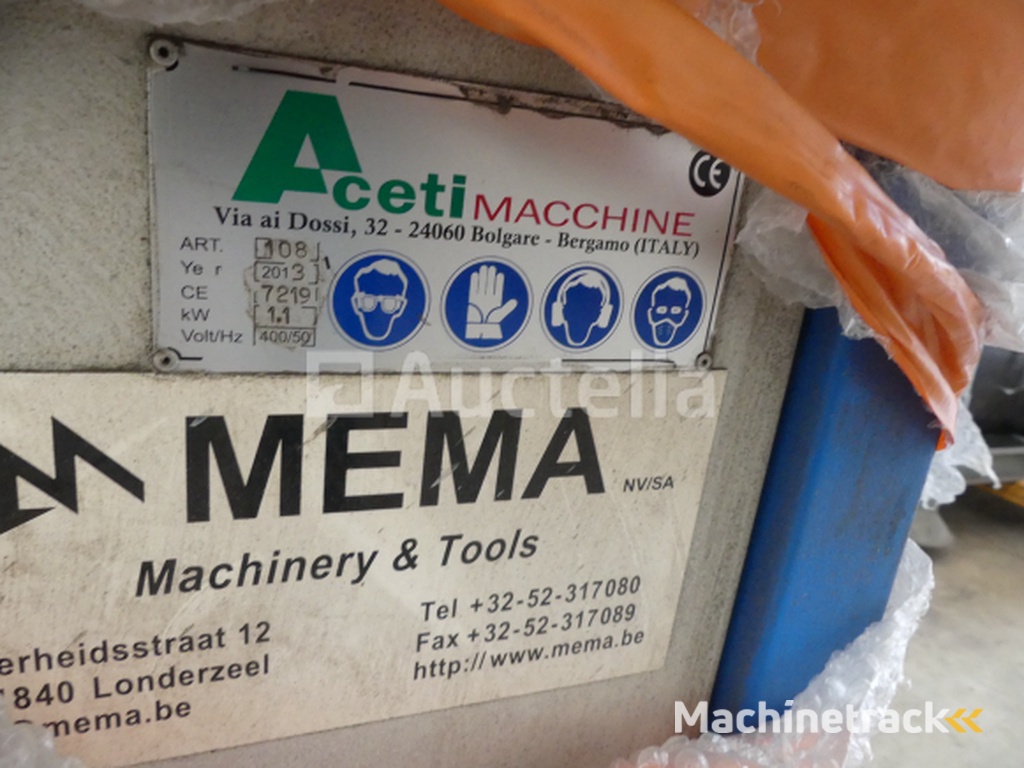 Aceti MACCHINE
CE
Via ai Dossi, 32 - 24060 Bolgare - Bergamo (ITALY)
ART. 108
Ye r 2013
CE 7219
kW 1.1
Volt/Hz 400/50
Auctelia
MEMA NV/SA
Machinery & Tools
erheidsstraat 12
840 Londerzeel
mema.be
Tel +32-52-317080
Fax +32-52-317089
http://www.mema.be
Machinetrack